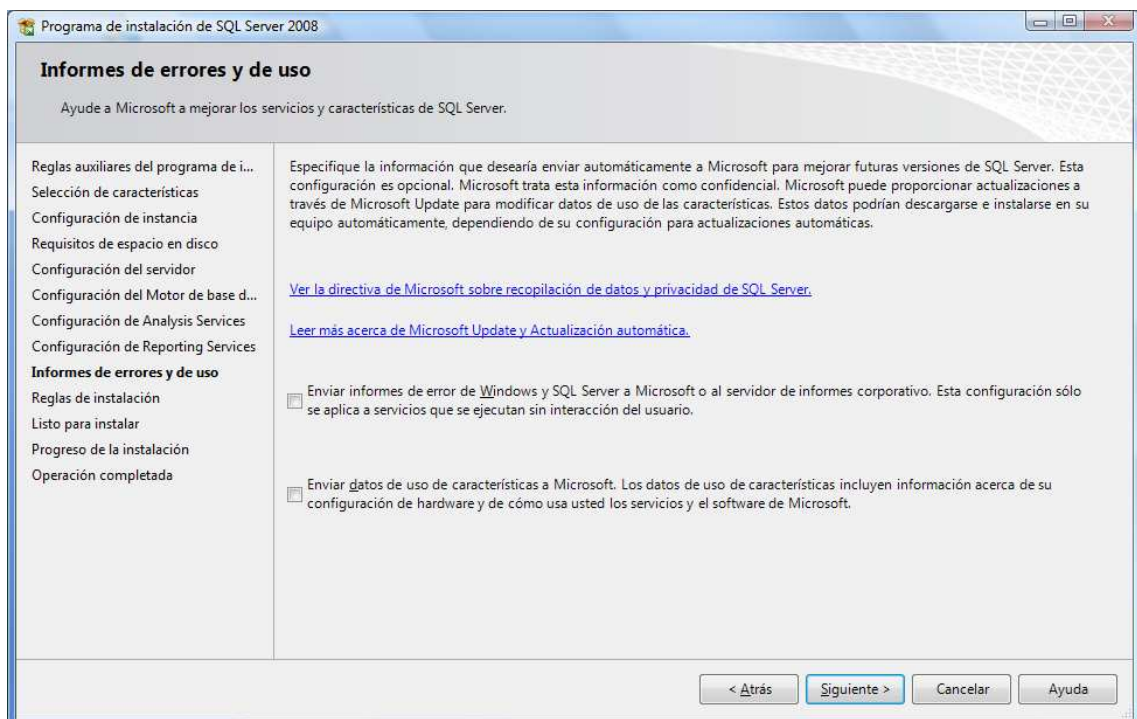 Programa de instalación de SQL Server 2008
Informes de errores y de uso
Ayude a Microsoft a mejorar los servicios y características de SQL Server.
Reglas auxiliares del programa de i...
Selección de características
Configuración de instancia
Requisitos de espacio en disco
Configuración del servidor
Configuración del Motor de base d...
Configuración de Analysis Services
Configuración de Reporting Services
Informes de errores y de uso
Reglas de instalación
Listo para instalar
Progreso de la instalación
Operación completada
Especifique la información que desearía enviar automáticamente a Microsoft para mejorar futuras versiones de SQL Server. Esta
configuración es opcional. Microsoft trata esta información como confidencial. Microsoft puede proporcionar actualizaciones a
través de Microsoft Update para modificar datos de uso de las características. Estos datos podrían descargarse e instalarse en su
equipo automáticamente, dependiendo de su configuración para actualizaciones automáticas.
Ver la directiva de Microsoft sobre recopilación de datos y privacidad de SQL Server.
Leer más acerca de Microsoft Update y Actualización automática.
Enviar informes de error de Windows y SQL Server a Microsoft o al servidor de informes corporativo. Esta configuración sólo
se aplica a servicios que se ejecutan sin interacción del usuario.
Enviar datos de uso de características a Microsoft. Los datos de uso de características incluyen información acerca de su
configuración de hardware y de cómo usa usted los servicios y el software de Microsoft.
< Atrás
Siguiente >
Cancelar
Ayuda